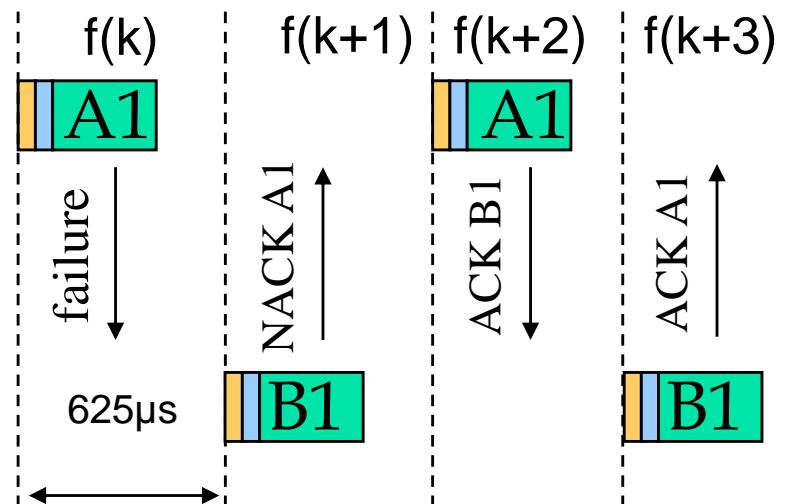 f(k) f(k+1) f(k+2) f(k+3)
A1 A1
failure
NACK A1
ACK B1
ACK A1
625µs
B1 B1